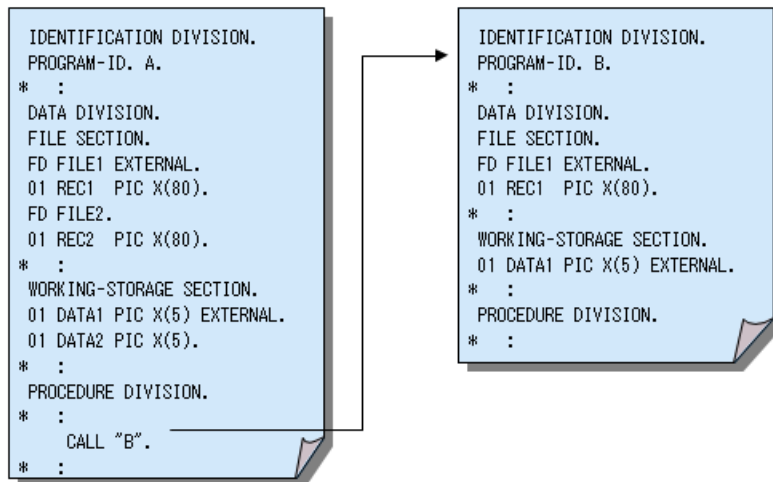 IDENTIFICATION DIVISION.
PROGRAM-ID. A.
* :
DATA DIVISION.
FILE SECTION.
FD FILE1 EXTERNAL.
01 REC1 PIC X(80).
FD FILE2.
01 REC2 PIC X(80).
* :
WORKING-STORAGE SECTION.
01 DATA1 PIC X(5) EXTERNAL.
01 DATA2 PIC X(5).
* :
PROCEDURE DIVISION.
* :
CALL "B".
* :
IDENTIFICATION DIVISION.
PROGRAM-ID. B.
* :
DATA DIVISION.
FILE SECTION.
FD FILE1 EXTERNAL.
01 REC1 PIC X(80).
* :
WORKING-STORAGE SECTION.
01 DATA1 PIC X(5) EXTERNAL.
* :
PROCEDURE DIVISION.
* :